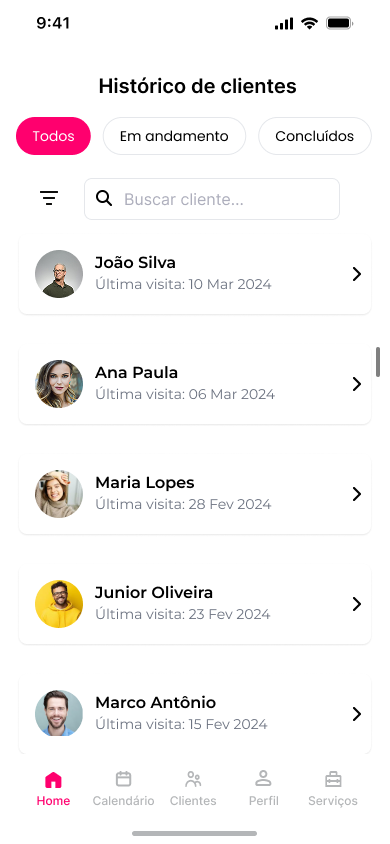 9:41
Histórico de clientes
Todos Em andamento Concluídos
Buscar cliente...
João Silva
Última visita: 10 Mar 2024
Ana Paula
Última visita: 06 Mar 2024
Maria Lopes
Última visita: 28 Fev 2024
Junior Oliveira
Última visita: 23 Fev 2024
Marco Antônio
Última visita: 15 Fev 2024
Home Calendário Clientes Perfil Serviços